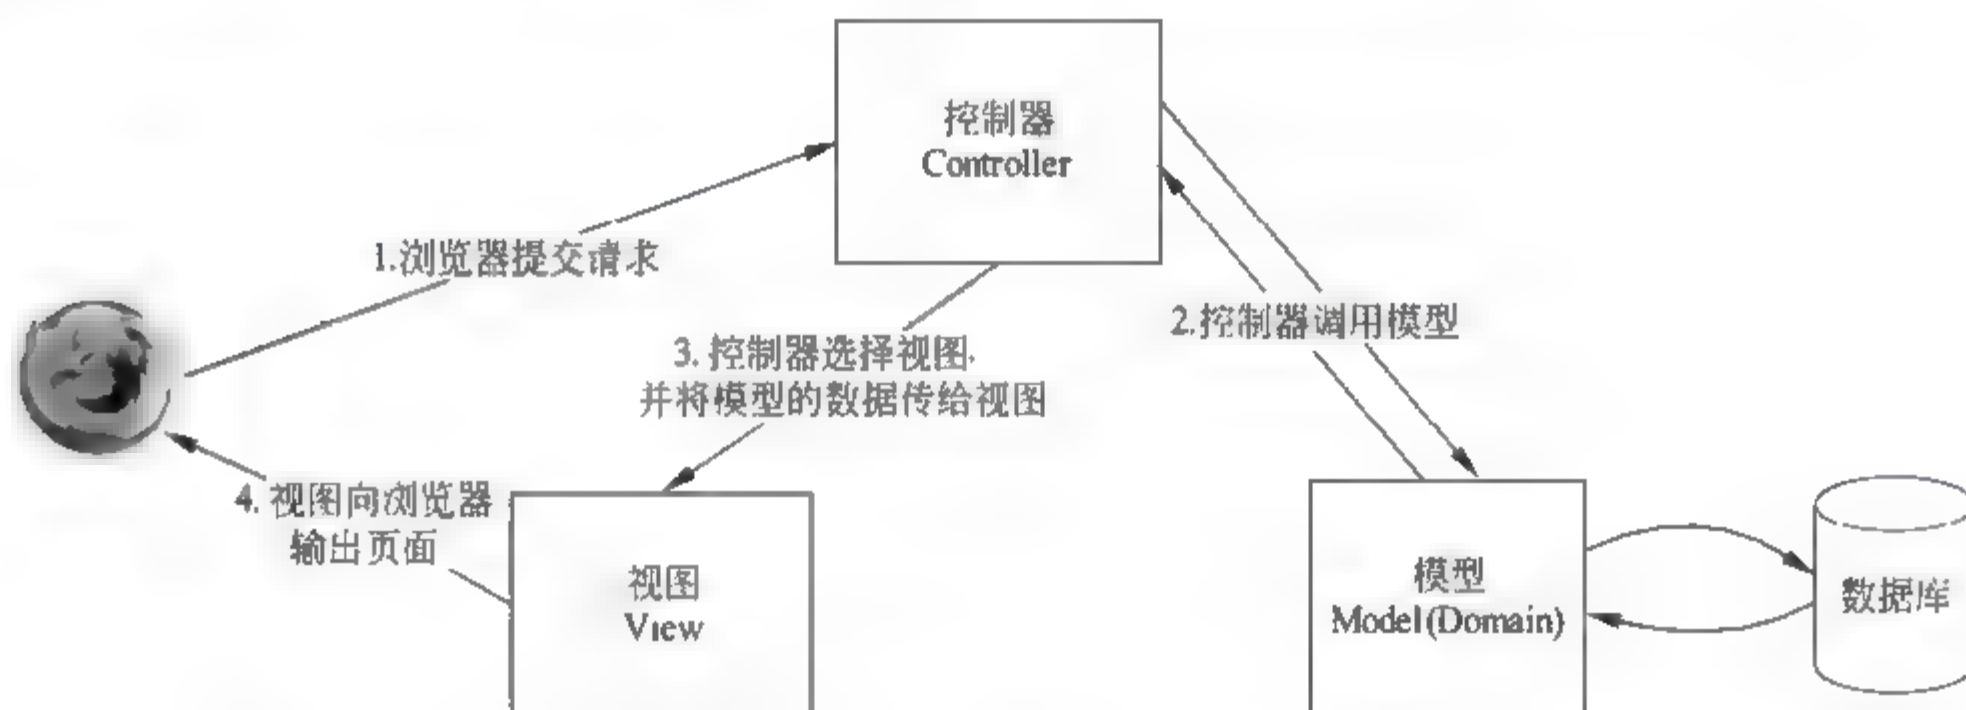 控制器
Controller
1.浏览器提交请求
2.控制器调用模型
3. 控制器选择视图,
并将模型的数据传给视图
4. 视图向浏览器
输出页面
视图
View
模型
Model (Domain)
数据库